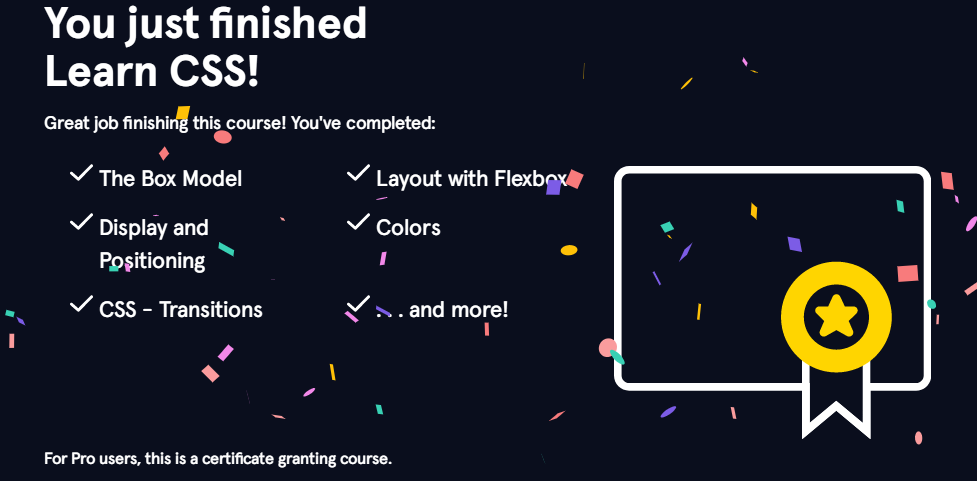 You just finished
Learn CSS!
Great job finishing this course! You've completed:
The Box Model
Layout with Flexbox
Display and
Positioning
Colors
CSS - Transitions
. . . and more!
For Pro users, this is a certificate granting course.